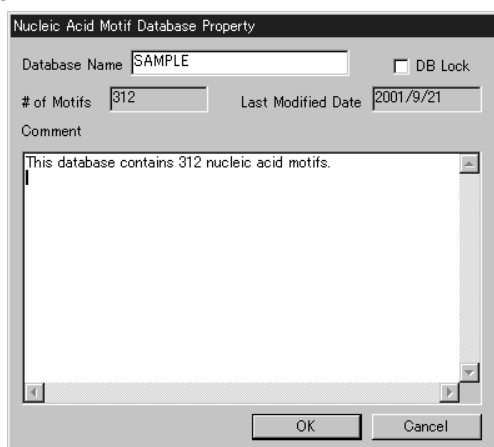 Nucleic Acid Motif Database Property
Database Name SAMPLE DB Lock
# of Motifs 312 Last Modified Date 2001/9/21
Comment
This database contains 312 nucleic acid motifs.
OK Cancel